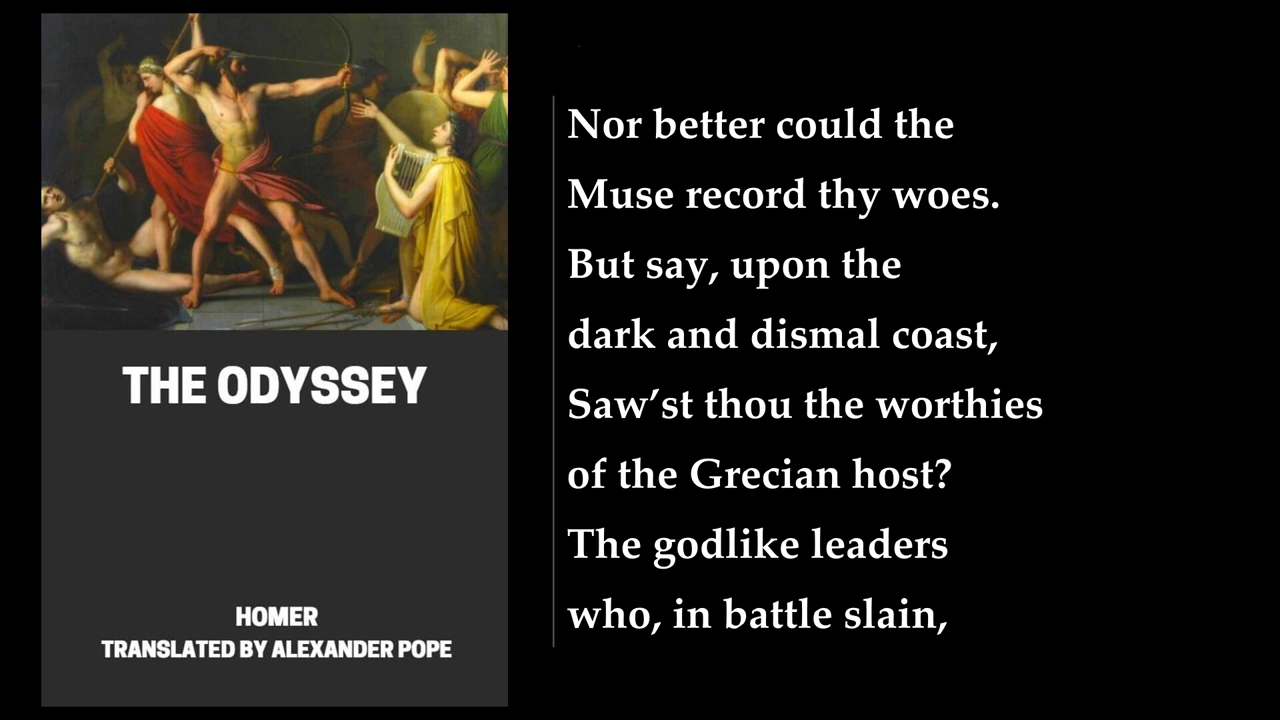 THE ODYSSEY
HOMER
TRANSLATED BY ALEXANDER POPE
Nor better could the
Muse record thy woes.
But say, upon the
dark and dismal coast,
Saw’st thou the worthies
of the Grecian host?
The godlike leaders
who, in battle slain,